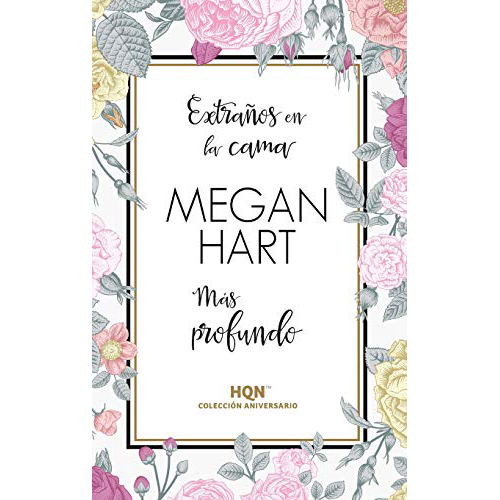 Extraños en
la cama
MEGAN
HART
Más
profundo
HQN™
COLECCIÓN ANIVERSARIO